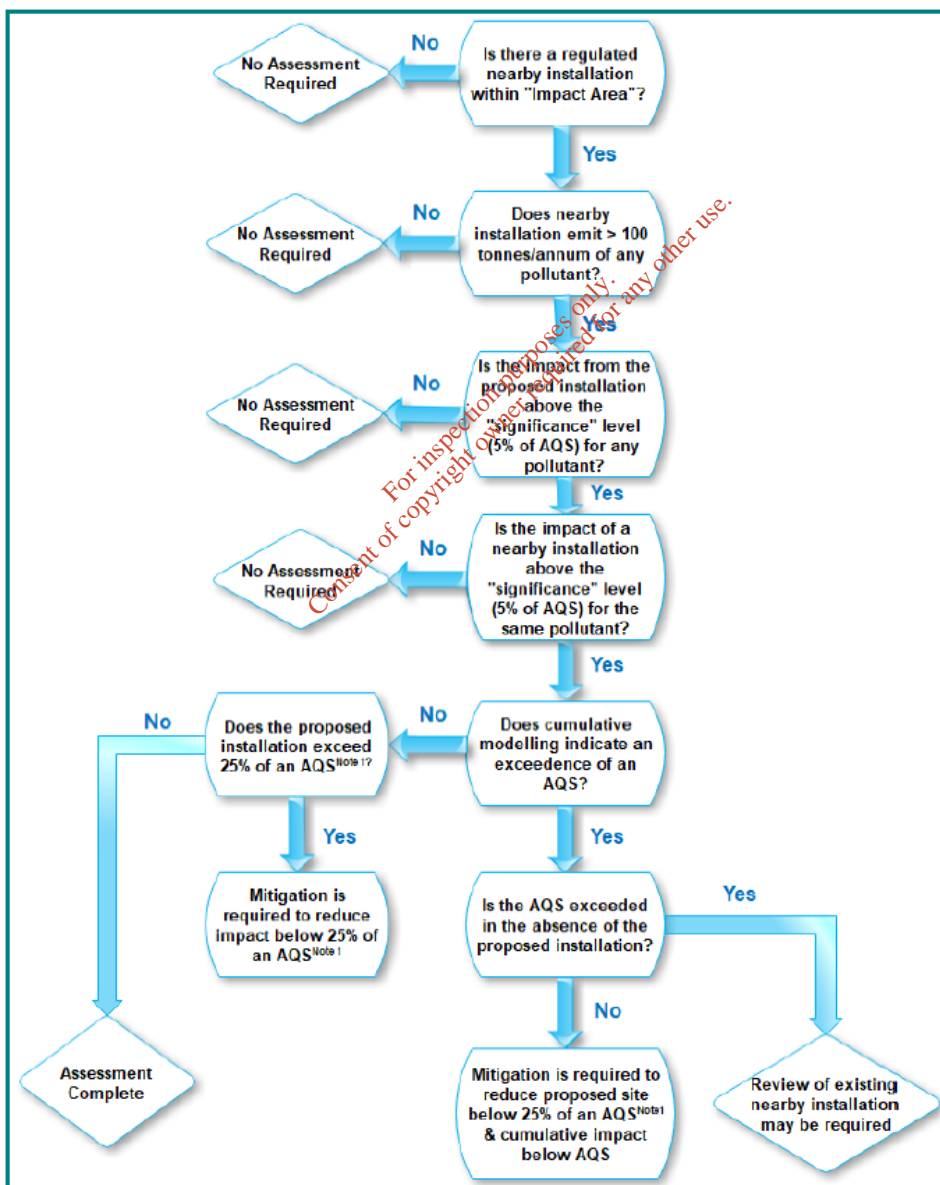 No
No Assessment
Required
Is there a regulated
nearby installation
within "Impact Area"?
Yes
No
No Assessment
Required
Does nearby
installation emit > 100
tonnes/annum of any
pollutant?
Yes
No
No Assessment
Required
Is the impact from the
proposed installation
above the
"significance" level
(5% of AQS) for any
pollutant?
Yes
No
No Assessment
Required
Is the impact of a
nearby installation
above the
"significance" level
(5% of AQS) for the
same pollutant?
Yes
No
Does the proposed
installation exceed
25% of an AQS Note 1?
No
Does cumulative
modelling indicate an
exceedence of an
AQS?
Yes
Mitigation is
required to reduce
impact below 25% of
an AQS Note 1
Yes
Is the AQS exceeded
in the absence of the
proposed installation?
Yes
No
Assessment
Complete
Mitigation is required to
reduce proposed site
below 25% of an AQS Note1
& cumulative impact
below AQS
Review of existing
nearby installation
may be required
For inspection purposes only.
Consent of copyright owner required for any other use.